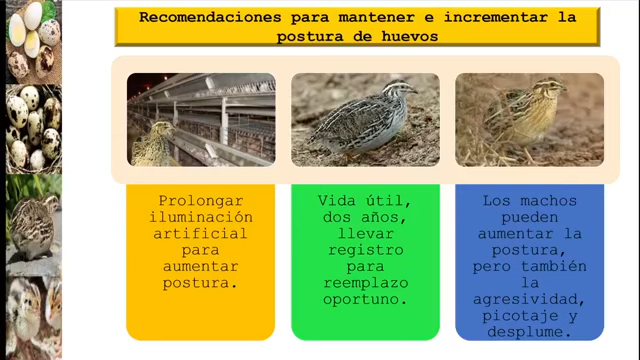 Recomendaciones para mantener e incrementar la
postura de huevos
Prolongar
iluminación
artificial
para
aumentar
postura.
Vida útil,
dos años,
llevar
registro
para
reemplazo
oportuno.
Los machos
pueden
aumentar la
postura,
pero también
la
agresividad,
picotaje y
desplume.